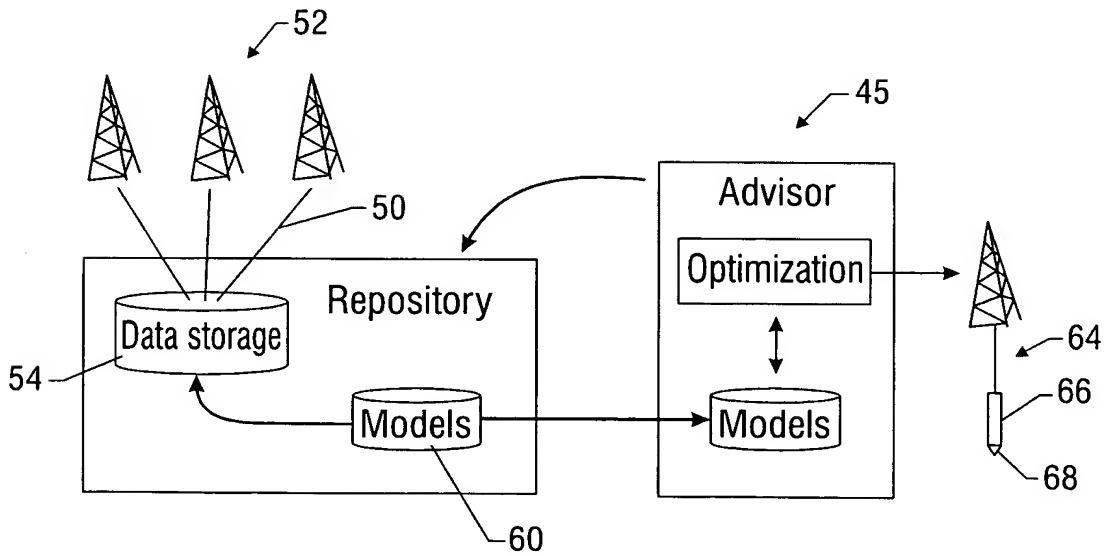 52
45
50
Advisor
Optimization
Repository
Data storage
54
64
Models
Models
66
68
60